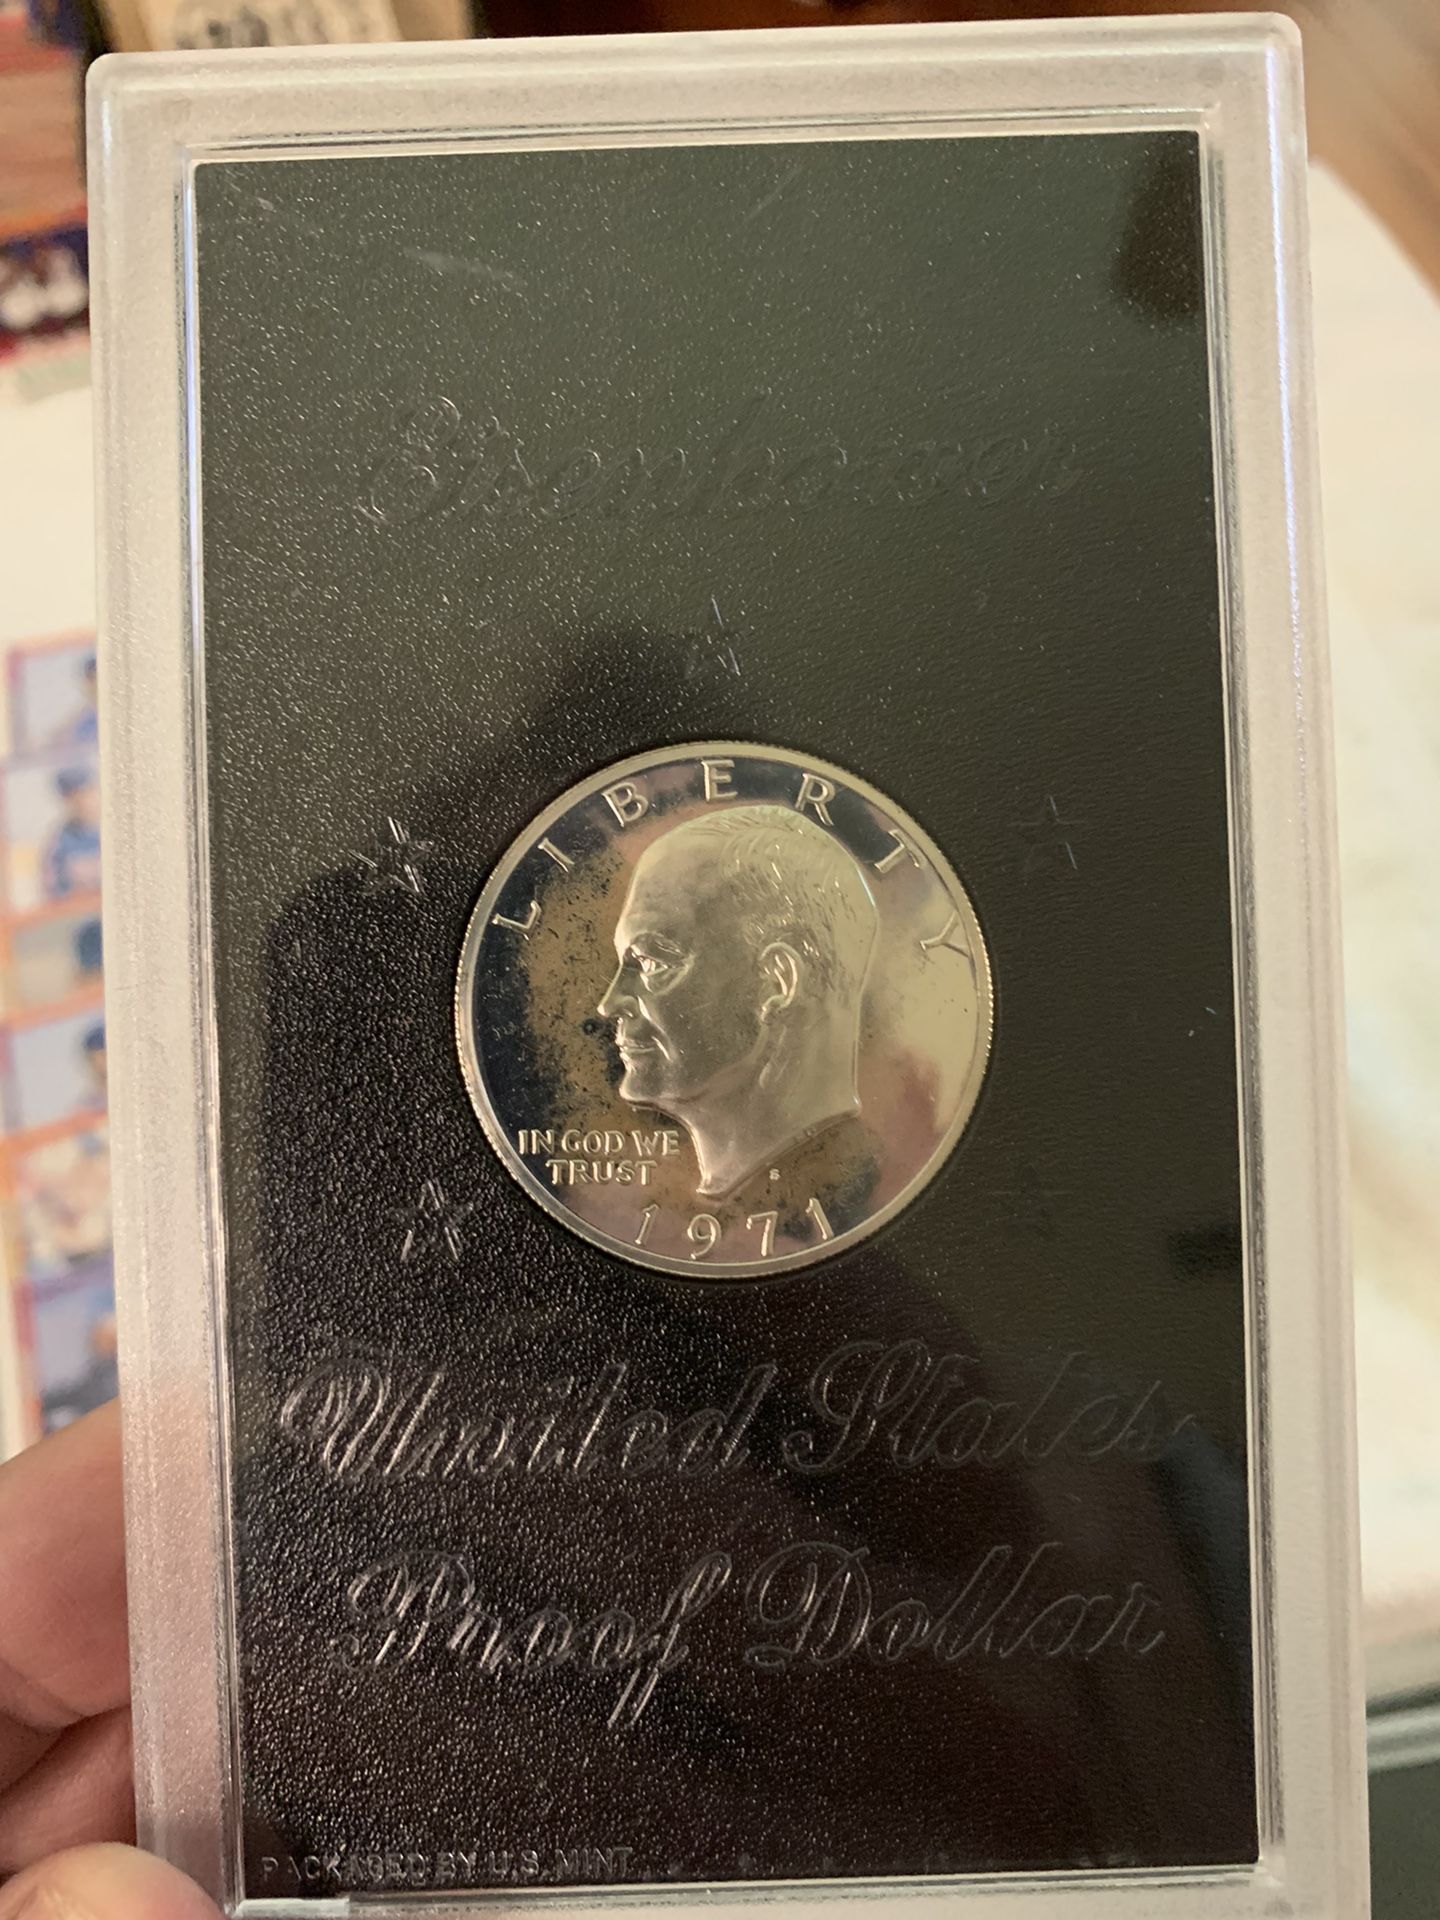 Eisenhower
LIBERTY
IN GOD WE
TRUST
S
1971
United States
Proof Dollar
PACKAGED BY U.S. MINT